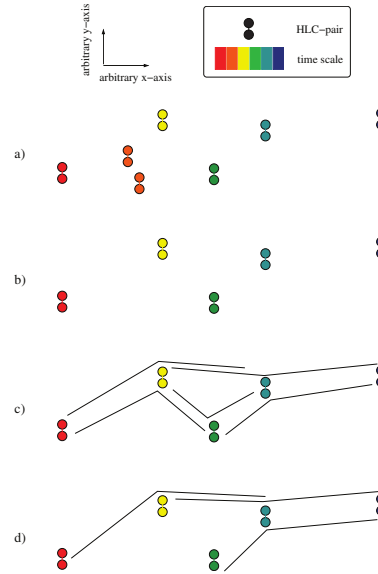 arbitrary y-axis
arbitrary x-axis
HLC-pair
time scale
a)
b)
c)
d)